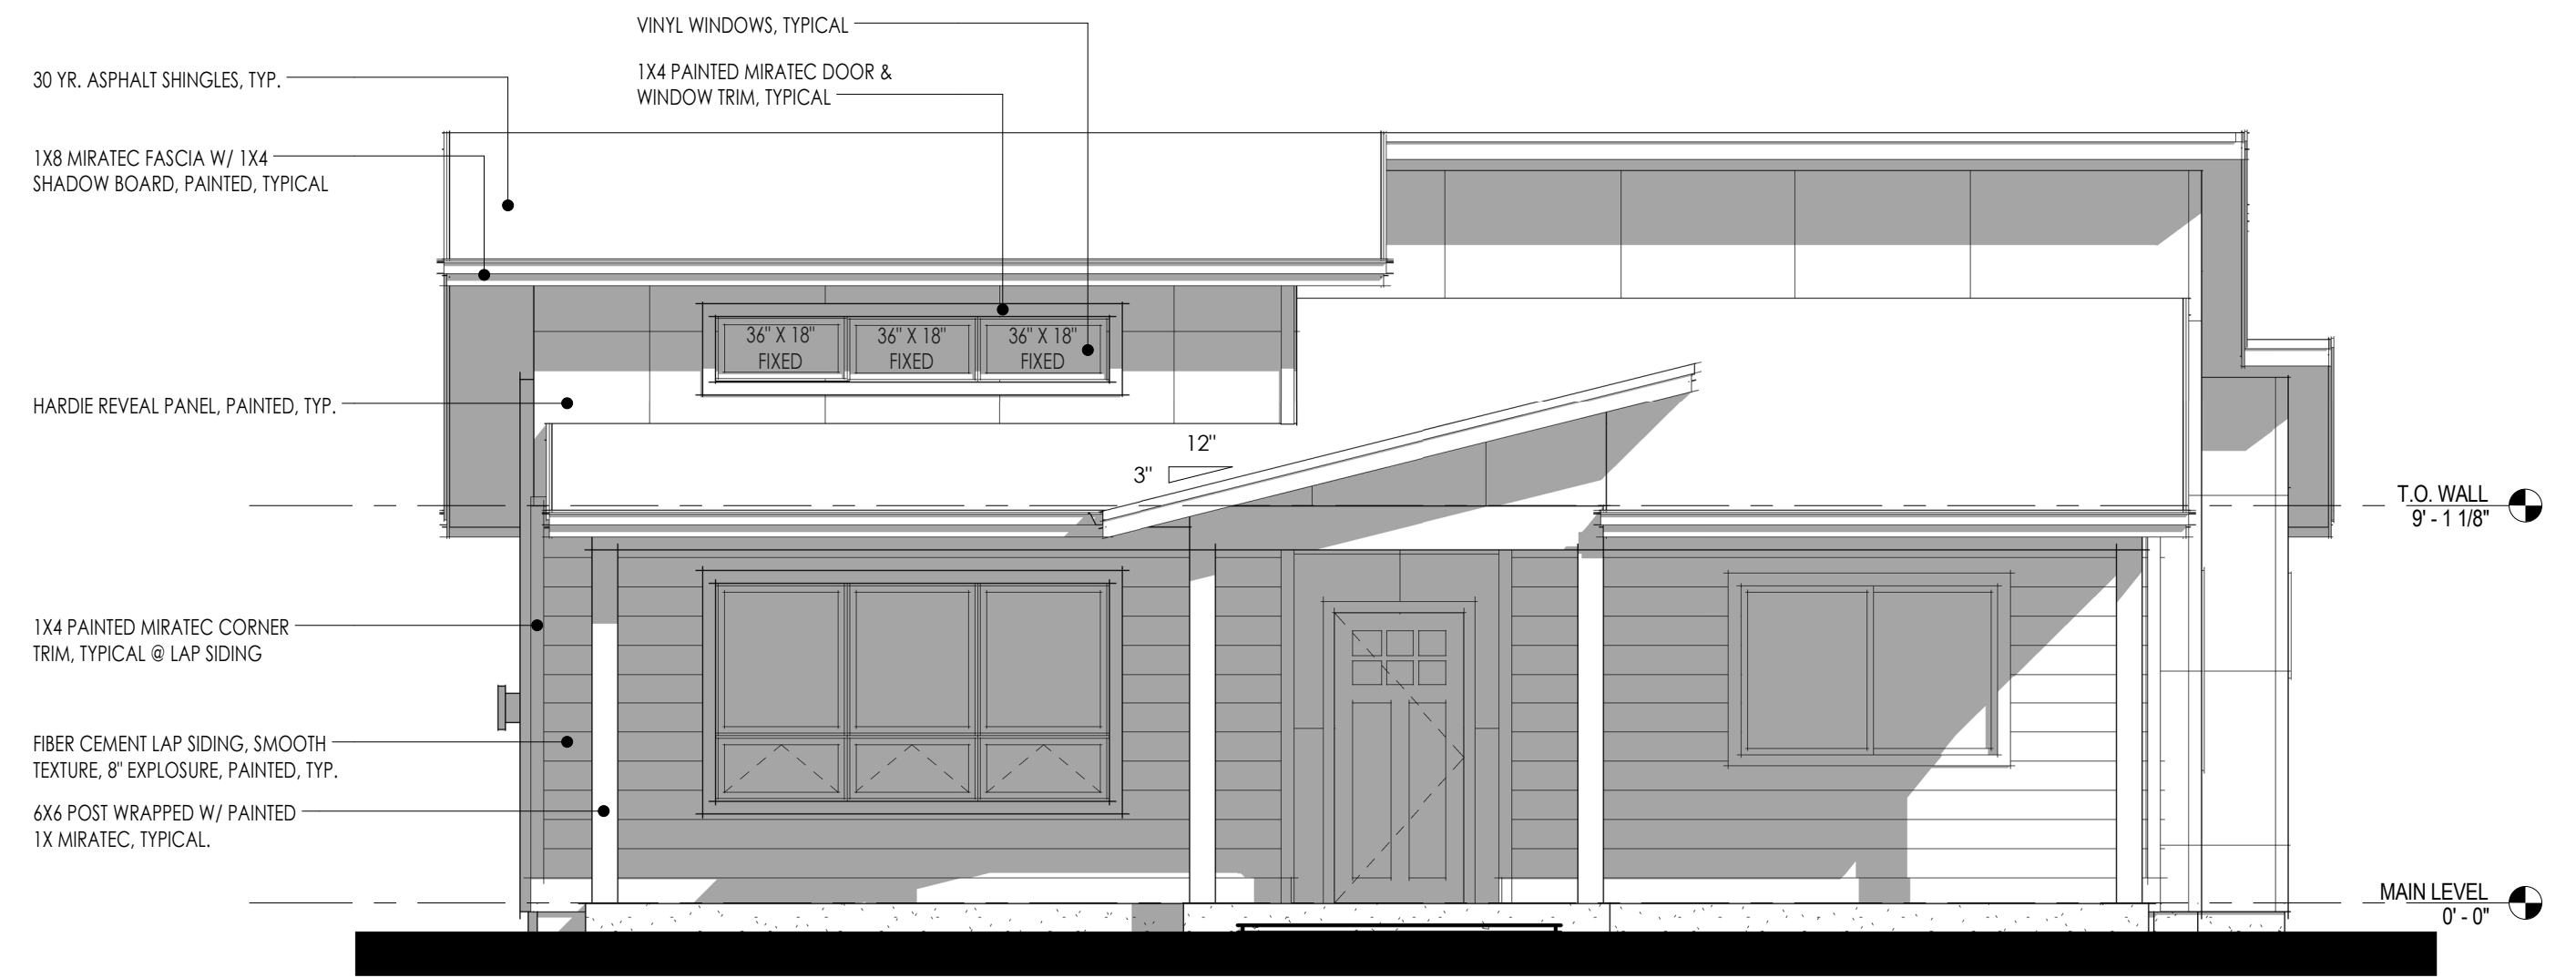 VINYL WINDOWS, TYPICAL
1X4 PAINTED MIRATEC DOOR &
WINDOW TRIM, TYPICAL
30 YR. ASPHALT SHINGLES, TYP.
1X8 MIRATEC FASCIA W/ 1X4
SHADOW BOARD, PAINTED, TYPICAL
36" X 18"
FIXED
36" X 18"
FIXED
36" X 18"
FIXED
HARDIE REVEAL PANEL, PAINTED, TYP.
12"
3"
T.O. WALL
9' - 1 1/8"
1X4 PAINTED MIRATEC CORNER
TRIM, TYPICAL @ LAP SIDING
FIBER CEMENT LAP SIDING, SMOOTH
TEXTURE, 8" EXPLOSURE, PAINTED, TYP.
6X6 POST WRAPPED W/ PAINTED
1X MIRATEC, TYPICAL.
MAIN LEVEL
0' - 0"